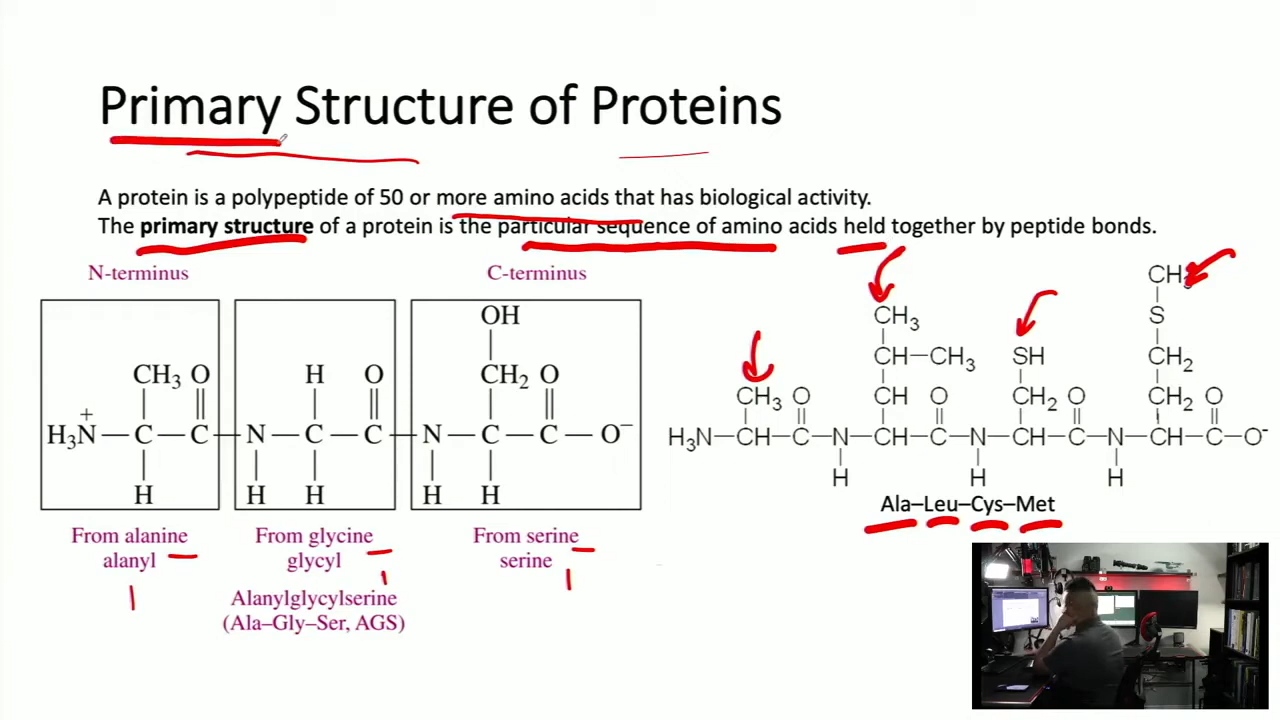 Primary Structure of Proteins
A protein is a polypeptide of 50 or more amino acids that has biological activity.
The primary structure of a protein is the particular sequence of amino acids held together by peptide bonds.
N-terminus
C-terminus
OH
CH₂ O
CH₃ O
H O
+
H₃N—C—C—N—C—C—N—C—C—O⁻
H H H H H
From alanine
alanyl
From glycine
glycyl
From serine
serine
Alanylglycylserine
(Ala–Gly–Ser, AGS)
CH₃
S
CH₃
CH—CH₃
SH
CH₂
CH₃ O
CH O
CH₂ O
CH₂ O
H₃N—CH—C—N—CH—C—N—CH—C—N—CH—C—O⁻
H H H
Ala–Leu–Cys–Met